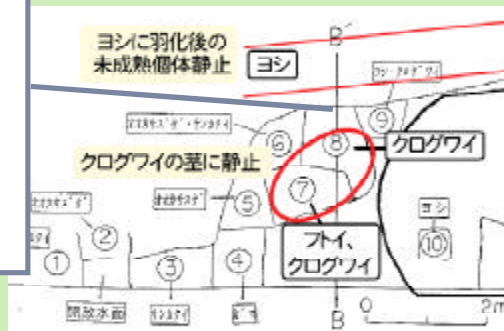 ヨシに羽化後の
未成熟個体静止
ヨシ
B´
⑨
⑧
クログワイ
⑥
クログワイの茎に静止
⑦
⑤
ヨシ
⑩
フトイ、
クログワイ
②
①
③
④
開放水面
B
0
2m